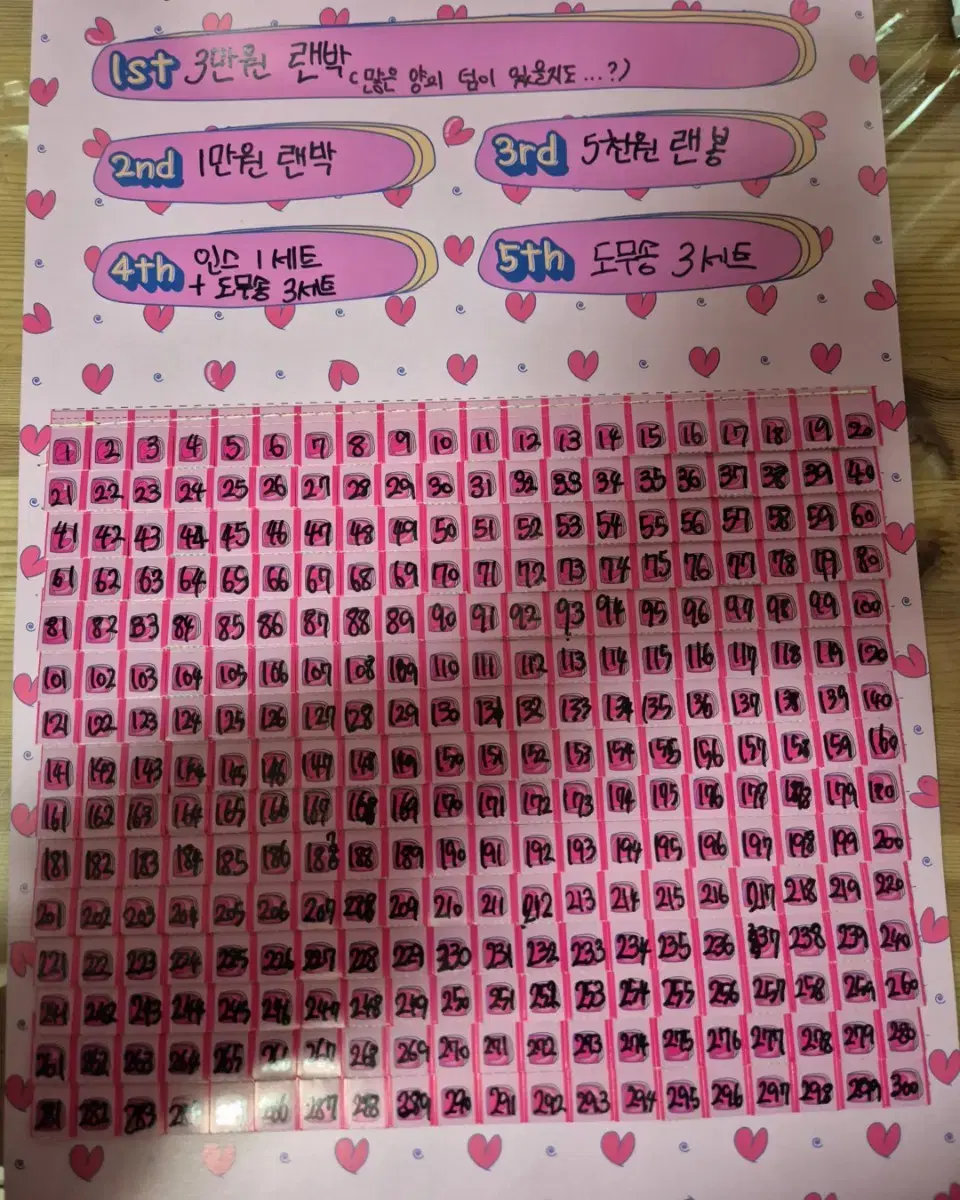 1st 3만원 랜박 (많은 양의 덤이 있을지도...?)
2nd 1만원 랜박
3rd 5천원 랜봉
4th 인스 1세트
+ 도무송 3세트
5th 도무송 3세트
1 2 3 4 5 6 7 8 9 10 11 12 13 14 15 16 17 18 19 20
21 22 23 24 25 26 27 28 29 30 31 32 33 34 35 36 37 38 39 40
41 42 43 44 45 46 47 48 49 50 51 52 53 54 55 56 57 58 59 60
61 62 63 64 65 66 67 68 69 70 71 72 73 74 75 76 77 78 79 80
81 82 83 84 85 86 87 88 89 90 91 92 93 94 95 96 97 98 99 100
101 102 103 104 105 106 107 108 109 110 111 112 113 114 115 116 117 118 119 120
121 122 123 124 125 126 127 128 129 130 131 132 133 134 135 136 137 138 139 140
141 142 143 144 145 146 147 148 149 150 151 152 153 154 155 156 157 158 159 160
161 162 163 164 165 166 167 168 169 170 171 172 173 174 175 176 177 178 179 180
181 182 183 184 185 186 188 189 190 191 192 193 194 195 196 197 198 199 200
201 202 203 204 205 206 207 208 209 210 211 212 213 214 215 216 217 218 219 220
221 222 223 224 225 226 227 228 229 230 231 232 233 234 235 236 237 238 239 240
241 242 243 244 245 246 247 248 249 250 251 252 253 254 255 256 257 258 259 260
261 262 263 264 265 266 267 268 269 270 271 272 273 274 275 276 277 278 279 280
281 282 283 286 287 288 289 290 291 292 293 294 295 296 297 298 299 300